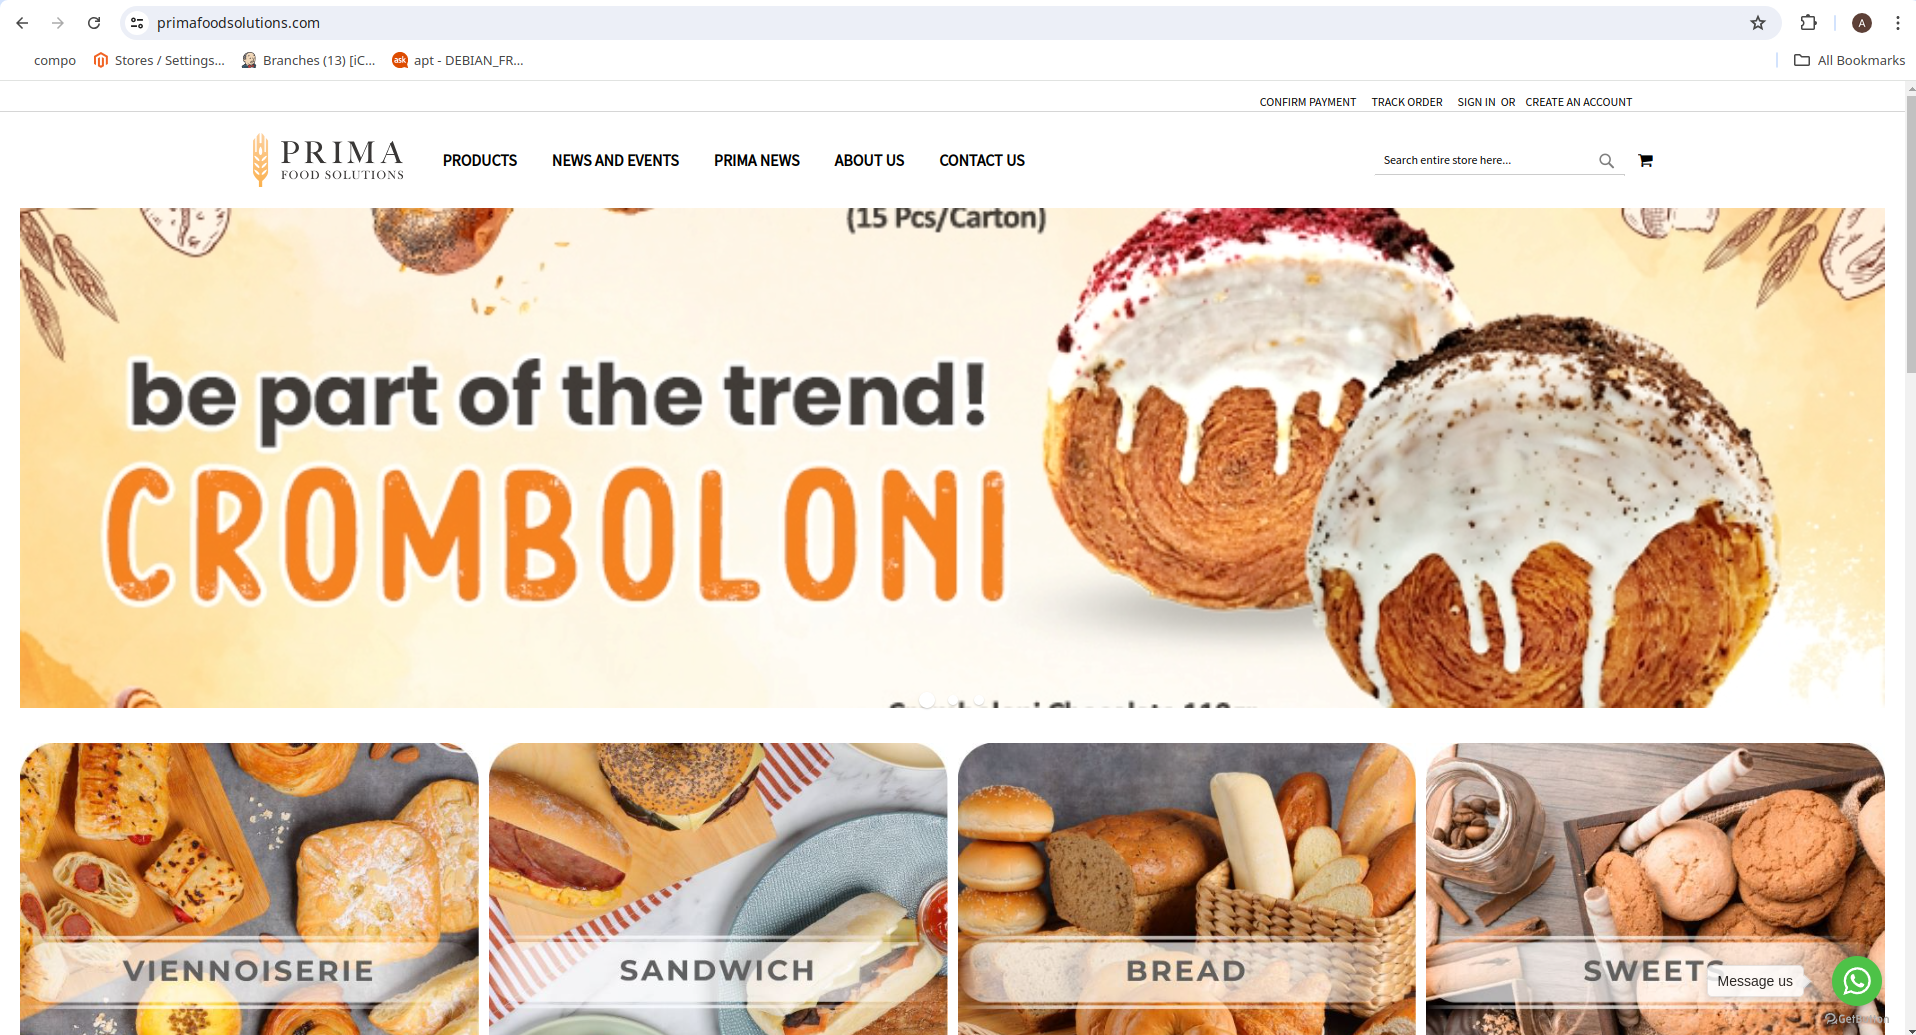 primafoodsolutions.com
A
compo
Stores / Settings...
Branches (13) [iC...
ask
apt - DEBIAN_FR...
All Bookmarks
CONFIRM PAYMENT
TRACK ORDER
SIGN IN OR CREATE AN ACCOUNT
PRIMA
FOOD SOLUTIONS
PRODUCTS
NEWS AND EVENTS
PRIMA NEWS
ABOUT US
CONTACT US
Search entire store here...
(15 Pcs/Carton)
be part of the trend!
CROMBOLONI
VIENNOISERIE
SANDWICH
BREAD
SWEETS
Message us